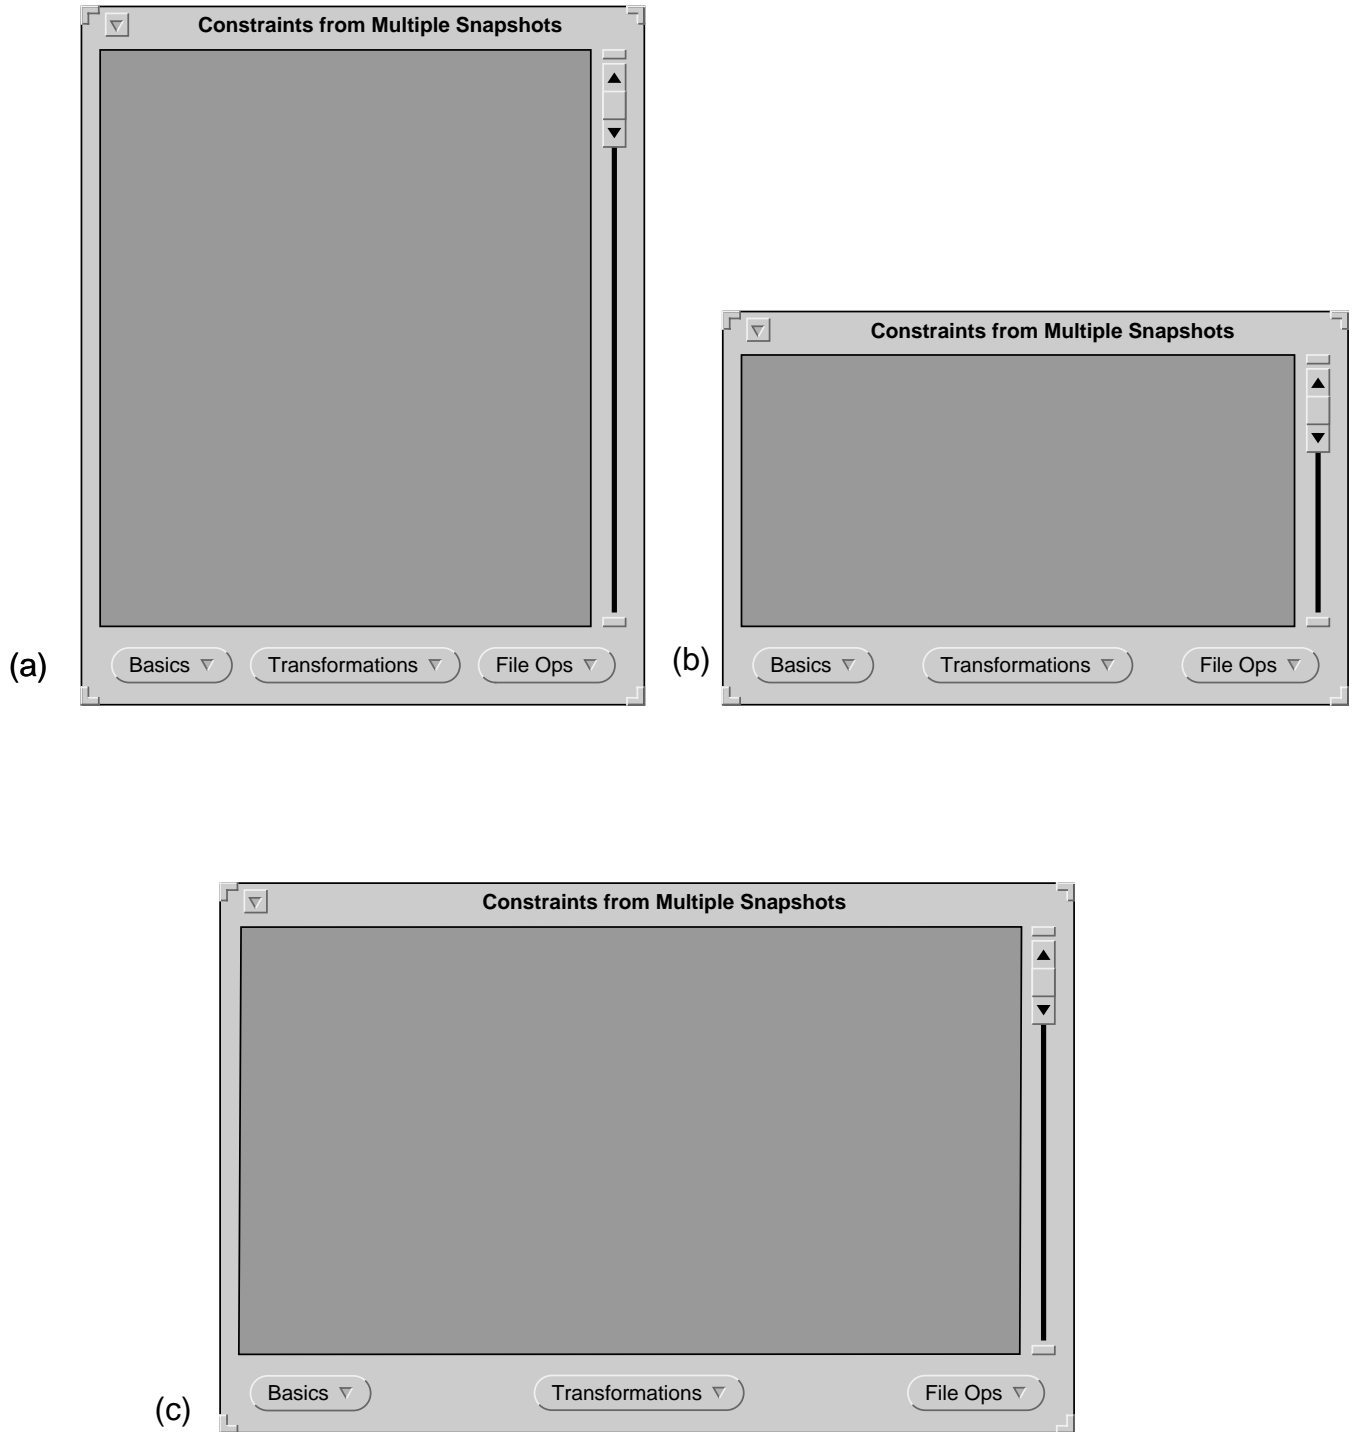 Constraints from Multiple Snapshots
(a)
Basics
Transformations
File Ops
Constraints from Multiple Snapshots
(b)
Basics
Transformations
File Ops
Constraints from Multiple Snapshots
(c)
Basics
Transformations
File Ops